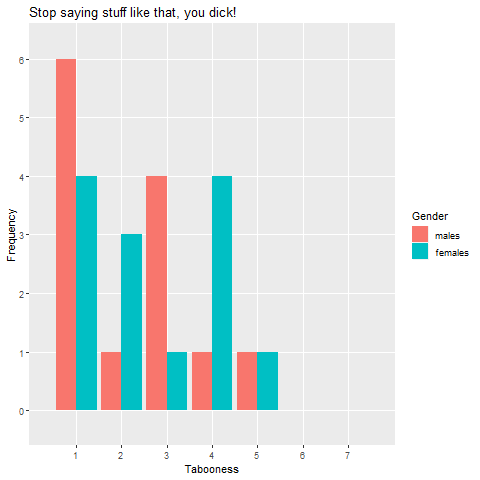 Stop saying stuff like that, you dick!
6
5
4
3
2
1
0
Frequency
1 2 3 4 5 6 7
Tabooness
Gender
males
females